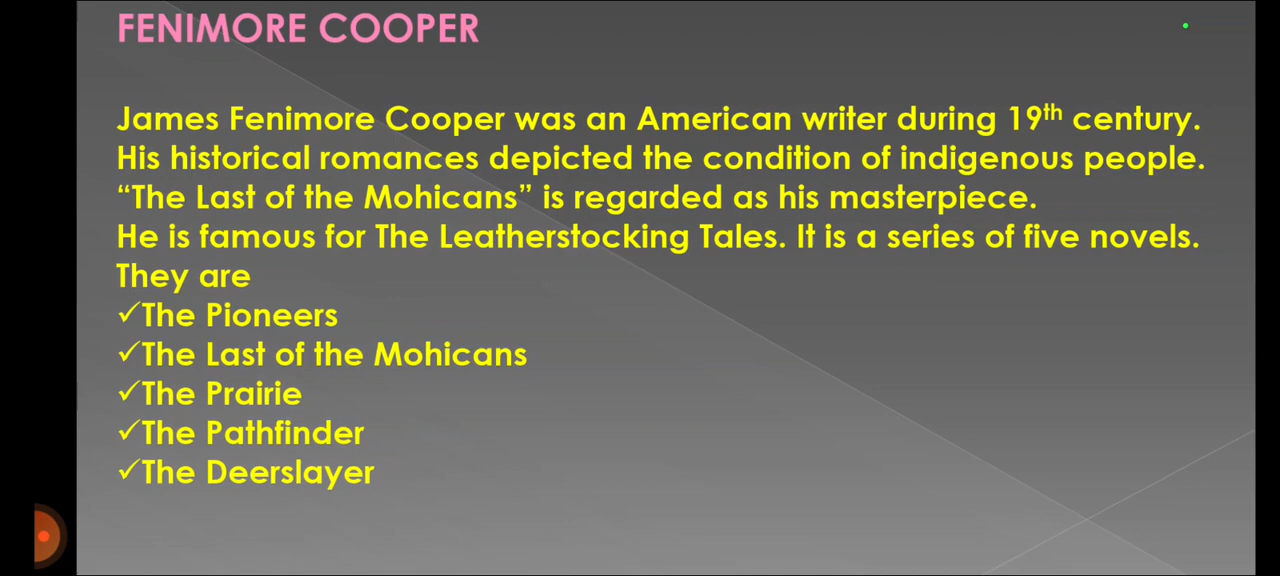 FENIMORE COOPER
James Fenimore Cooper was an American writer during 19th century.
His historical romances depicted the condition of indigenous people.
“The Last of the Mohicans” is regarded as his masterpiece.
He is famous for The Leatherstocking Tales. It is a series of five novels.
They are
✓The Pioneers
✓The Last of the Mohicans
✓The Prairie
✓The Pathfinder
✓The Deerslayer